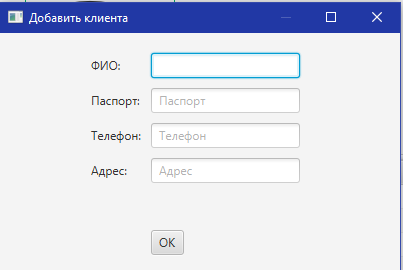 Добавить клиента
ФИО:
Паспорт: Паспорт
Телефон: Телефон
Адрес: Адрес
OK